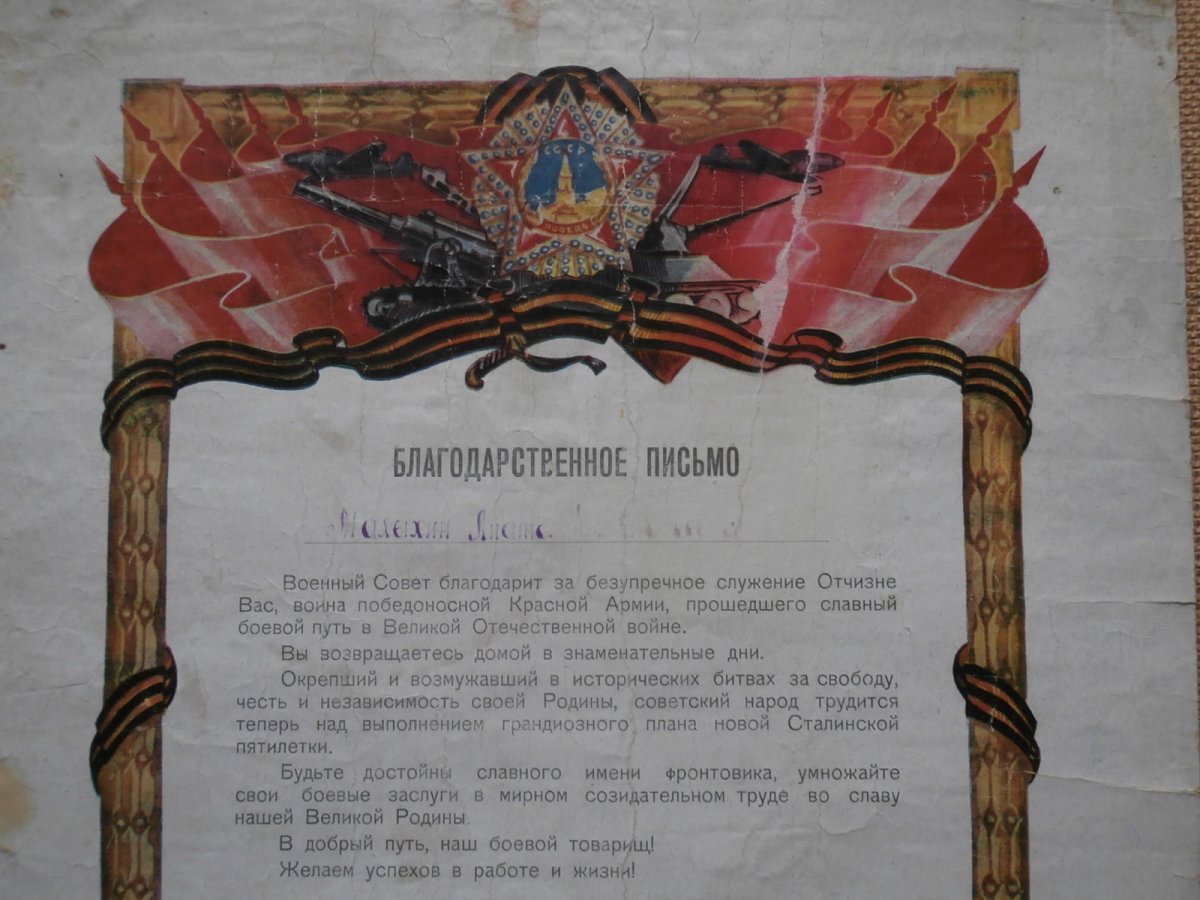 СССР
ПОБЕДА
БЛАГОДАРСТВЕННОЕ ПИСЬМО
Малыхин
Военный Совет благодарит за безупречное служение Отчизне
Вас, воина победоносной Красной Армии, прошедшего славный
боевой путь в Великой Отечественной войне.
Вы возвращаетесь домой в знаменательные дни.
Окрепший и возмужавший в исторических битвах за свободу,
честь и независимость своей Родины, советский народ трудится
теперь над выполнением грандиозного плана новой Сталинской
пятилетки.
Будьте достойны славного имени фронтовика, умножайте
свои боевые заслуги в мирном созидательном труде во славу
нашей Великой Родины.
В добрый путь, наш боевой товарищ!
Желаем успехов в работе и жизни!